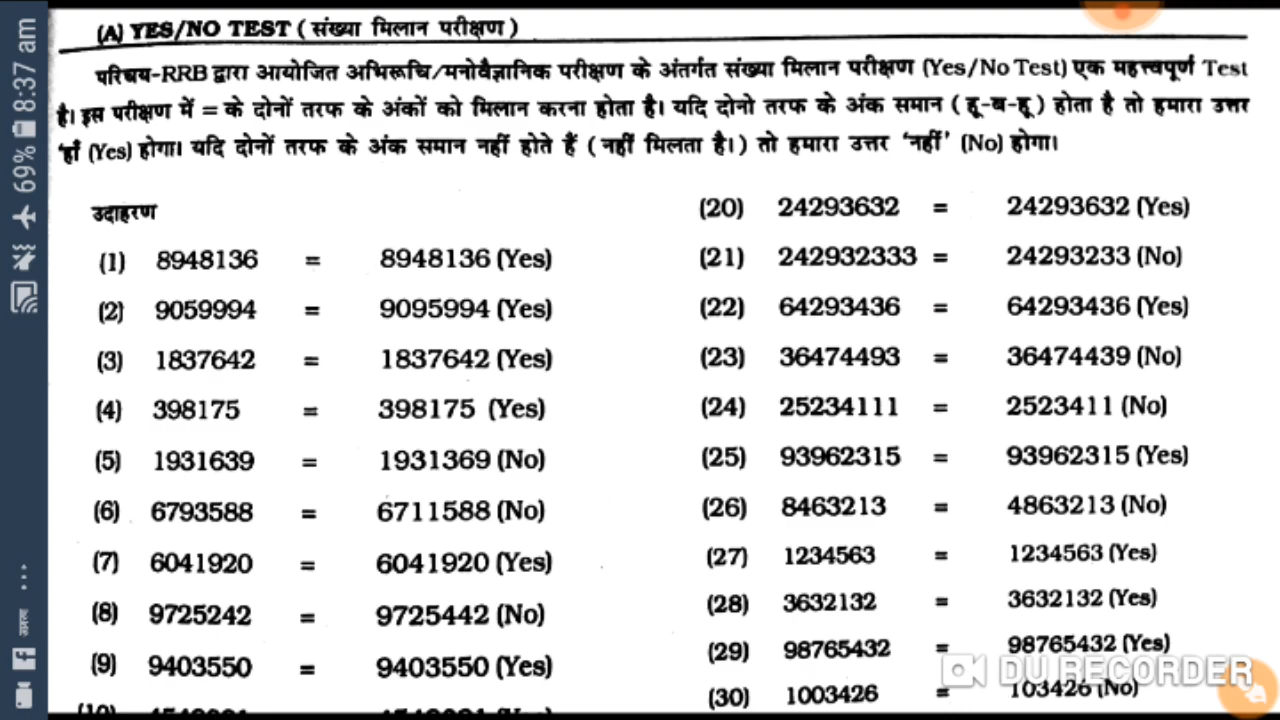 (A) YES/NO TEST ( संख्या मिलान परीक्षण )
परिचय-RRB द्वारा आयोजित अभिरूचि/मनोवैज्ञानिक परीक्षण के अंतर्गत संख्या मिलान परीक्षण (Yes/No Test) एक महत्त्वपूर्ण Test
है। इस परीक्षण में = के दोनों तरफ के अंकों को मिलान करना होता है। यदि दोनो तरफ के अंक समान ( हू-ब-हू ) होता है तो हमारा उत्तर
'हाँ (Yes) होगा। यदि दोनों तरफ के अंक समान नहीं होते हैं ( नहीं मिलता है।) तो हमारा उत्तर 'नहीं' (No) होगा।
उदाहरण
(1) 8948136 = 8948136 (Yes)
(2) 9059994 = 9095994 (Yes)
(3) 1837642 = 1837642 (Yes)
(4) 398175 = 398175 (Yes)
(5) 1931639 = 1931369 (No)
(6) 6793588 = 6711588 (No)
(7) 6041920 = 6041920 (Yes)
(8) 9725242 = 9725442 (No)
(9) 9403550 = 9403550 (Yes)
(20) 24293632 = 24293632 (Yes)
(21) 242932333 = 24293233 (No)
(22) 64293436 = 64293436 (Yes)
(23) 36474493 = 36474439 (No)
(24) 25234111 = 2523411 (No)
(25) 93962315 = 93962315 (Yes)
(26) 8463213 = 4863213 (No)
(27) 1234563 = 1234563 (Yes)
(28) 3632132 = 3632132 (Yes)
(29) 98765432 = 98765432 (Yes)
(30) 1003426 = 103426 (No)
DU RECORDER
69% 8:37 am